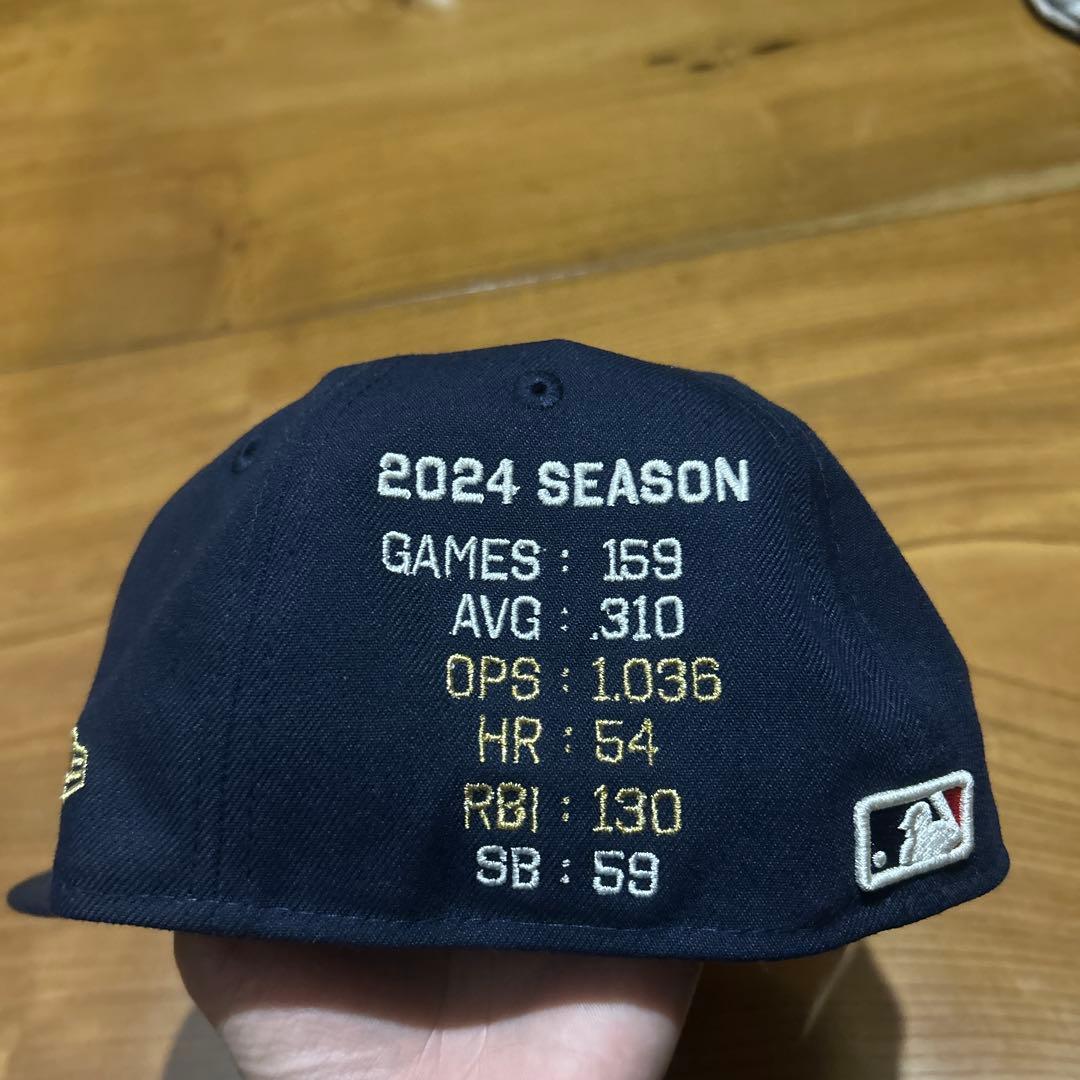 2024 SEASON
GAMES : 159
AVG : .310
OPS : 1.036
HR : 54
RBI : 130
SB : 59